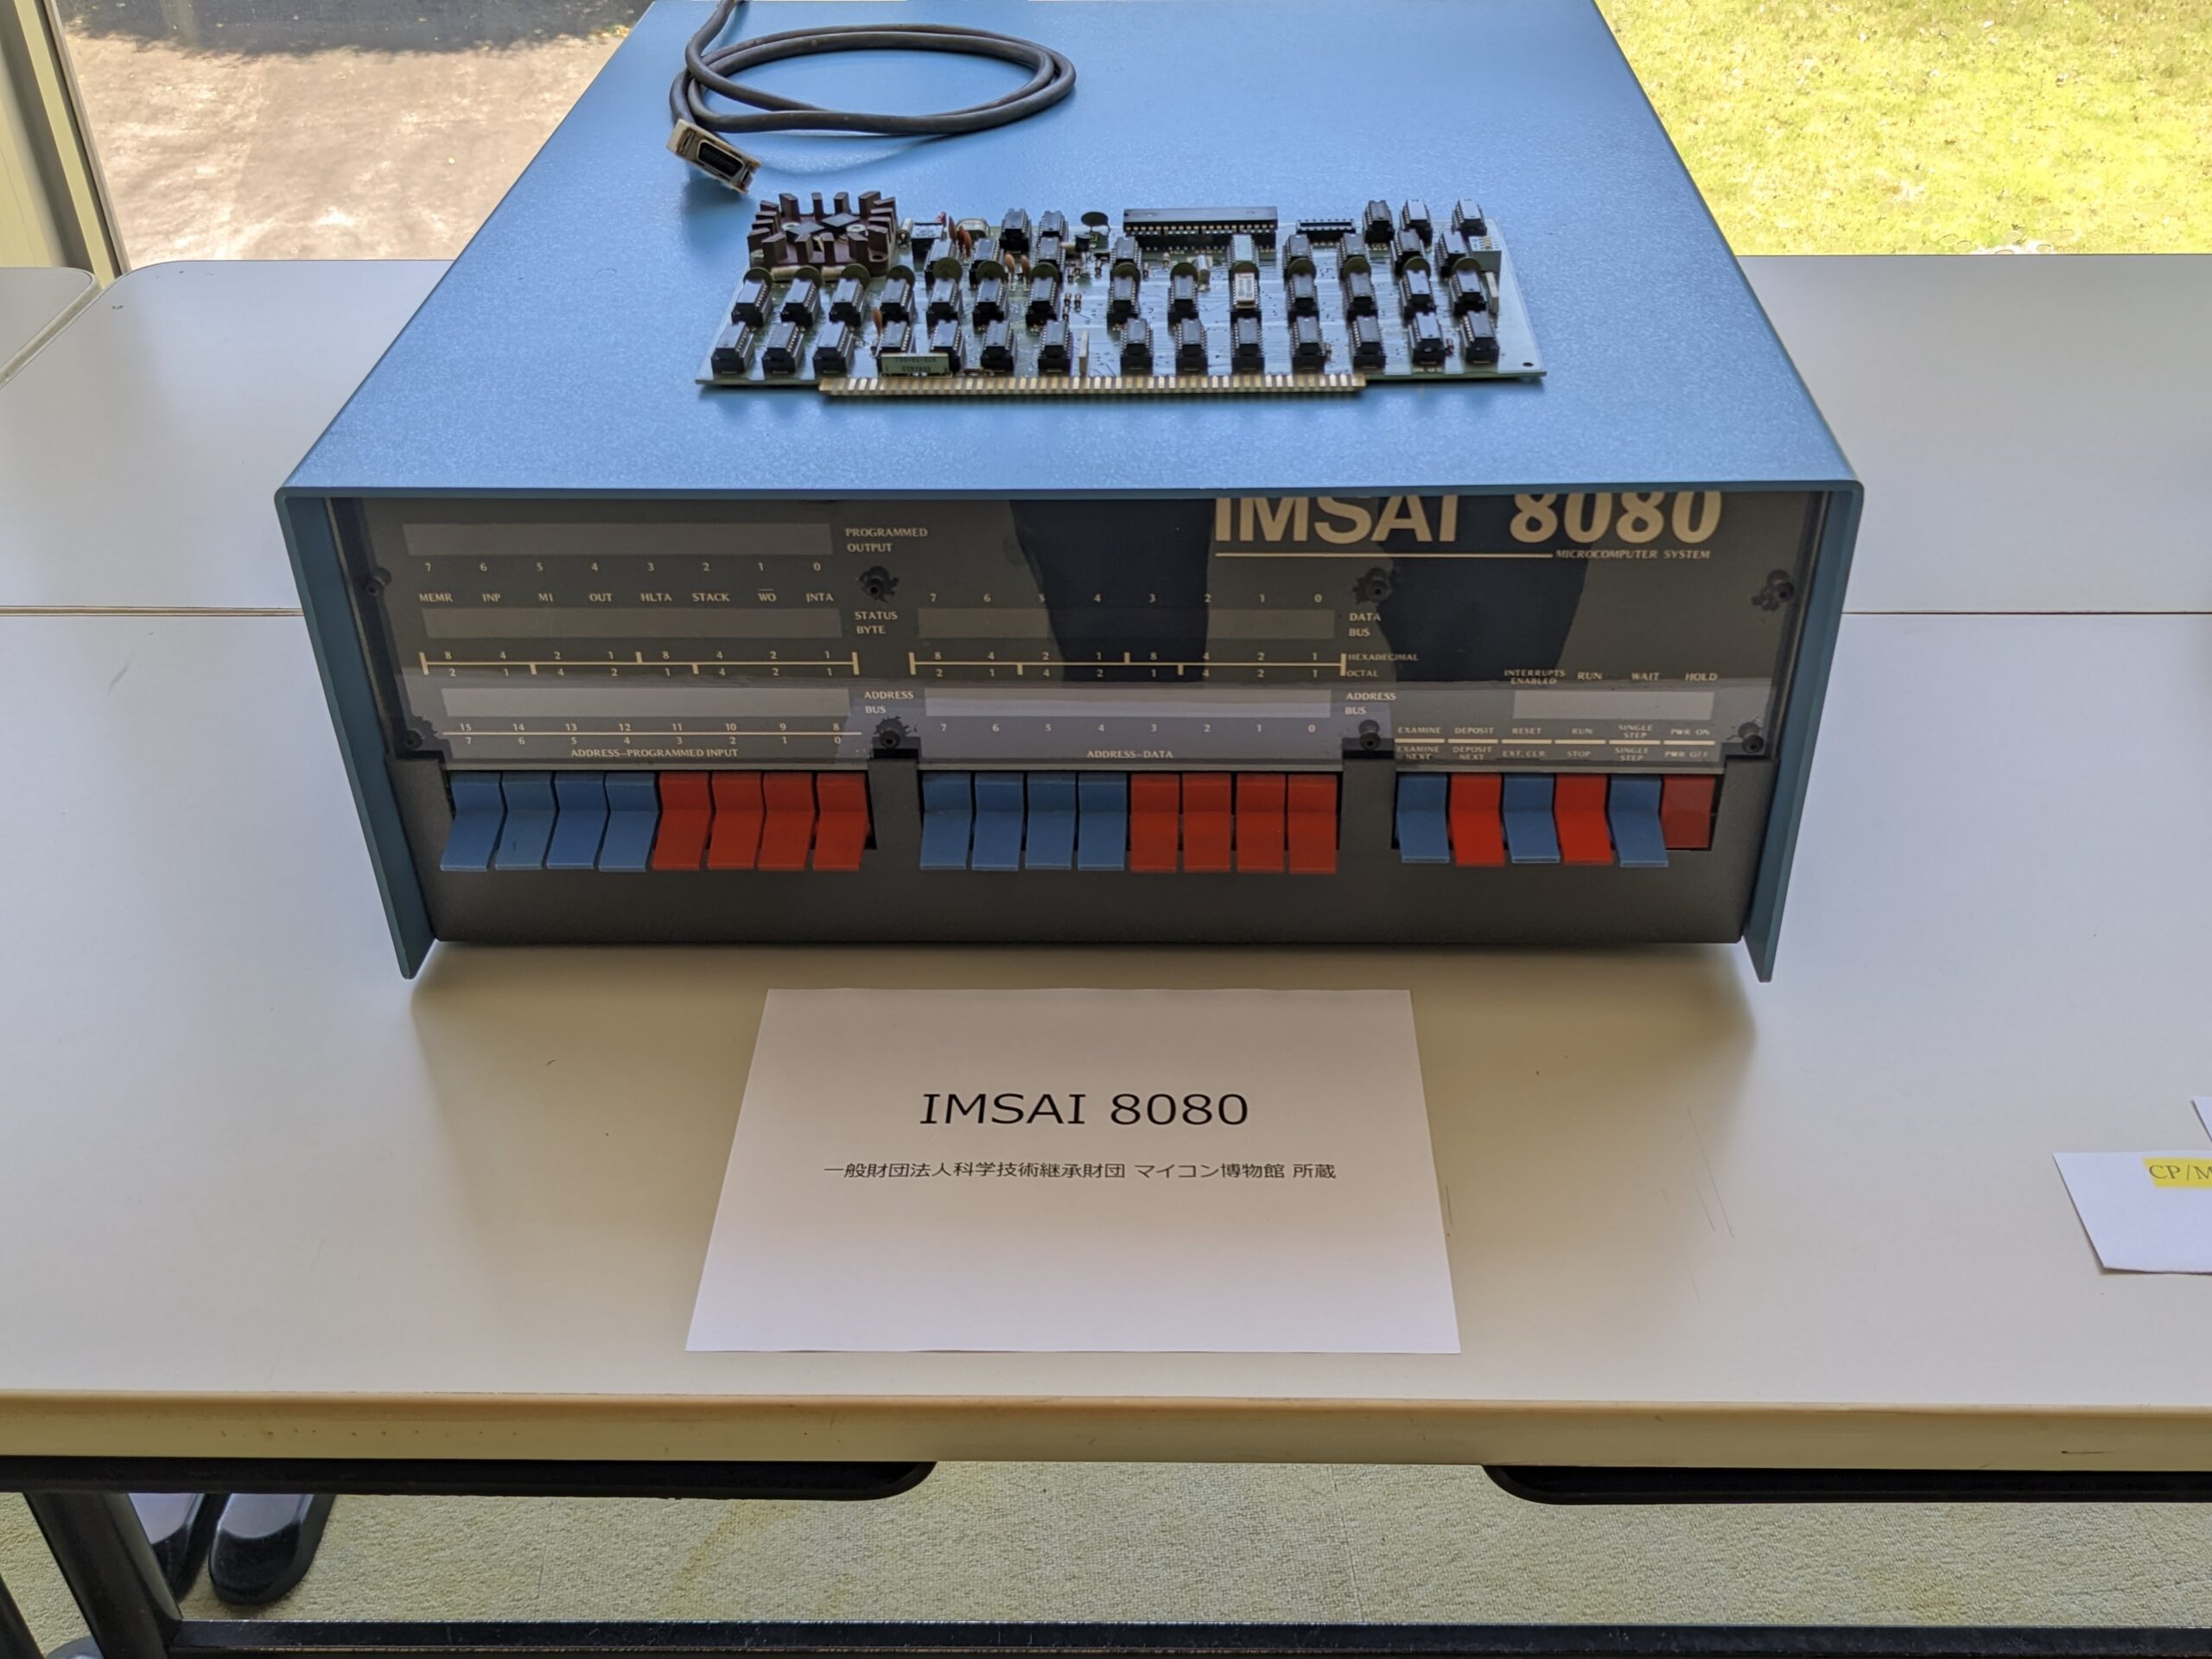 IMSAI 8080
MICROCOMPUTER SYSTEM
PROGRAMMED
OUTPUT
7 6 5 4 3 2 1 0
MEMR INP M1 OUT HLTA STACK WO INTA
7 6 5 4 3 2 1 0
STATUS
BYTE
DATA
BUS
8 4 2 1 8 4 2 1
2 1 4 2 1 4 2 1
8 4 2 1 8 4 2 1
2 1 4 2 1 4 2 1
HEXADECIMAL
OCTAL
INTERRUPTS
ENABLED
RUN WAIT HOLD
ADDRESS
BUS
ADDRESS
BUS
15 14 13 12 11 10 9 8
7 6 5 4 3 2 1 0
ADDRESS-PROGRAMMED INPUT
7 6 5 4 3 2 1 0
ADDRESS-DATA
EXAMINE DEPOSIT RESET RUN SINGLE STEP PWR ON
EXAMINE NEXT DEPOSIT NEXT EXT. CLR. STOP SINGLE STEP PWR OFF
IMSAI 8080
一般財団法人科学技術継承財団 マイコン博物館 所蔵
CP/M